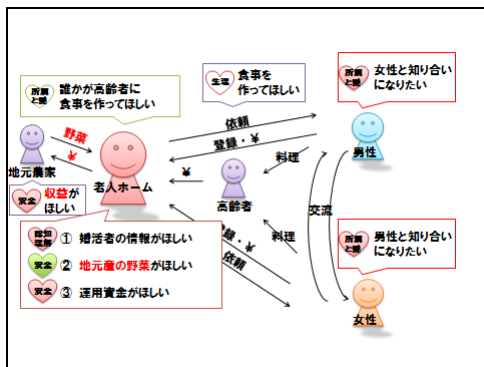 所属
と愛
誰かが高齢者に
食事を作ってほしい
生理
食事を
作ってほしい
所属
と愛
女性と知り合い
になりたい
野菜
¥
地元農家
老人ホーム
依頼
登録・¥
料理
¥
高齢者
男性
安全
収益が
ほしい
交流
所属
と愛
男性と知り合い
になりたい
認知
理解
① 婚活者の情報がほしい
安全
② 地元産の野菜がほしい
安全
③ 運用資金がほしい
登録・¥
依頼
料理
女性